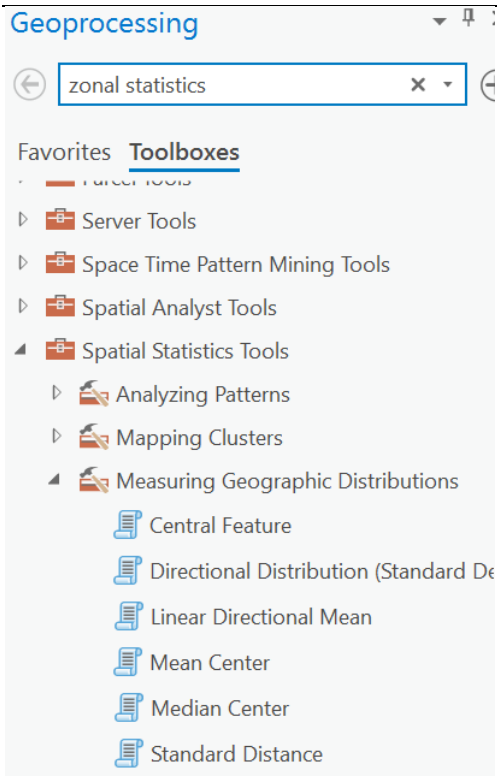 Geoprocessing
zonal statistics
Favorites Toolboxes
Server Tools
Space Time Pattern Mining Tools
Spatial Analyst Tools
Spatial Statistics Tools
Analyzing Patterns
Mapping Clusters
Measuring Geographic Distributions
Central Feature
Directional Distribution (Standard De
Linear Directional Mean
Mean Center
Median Center
Standard Distance